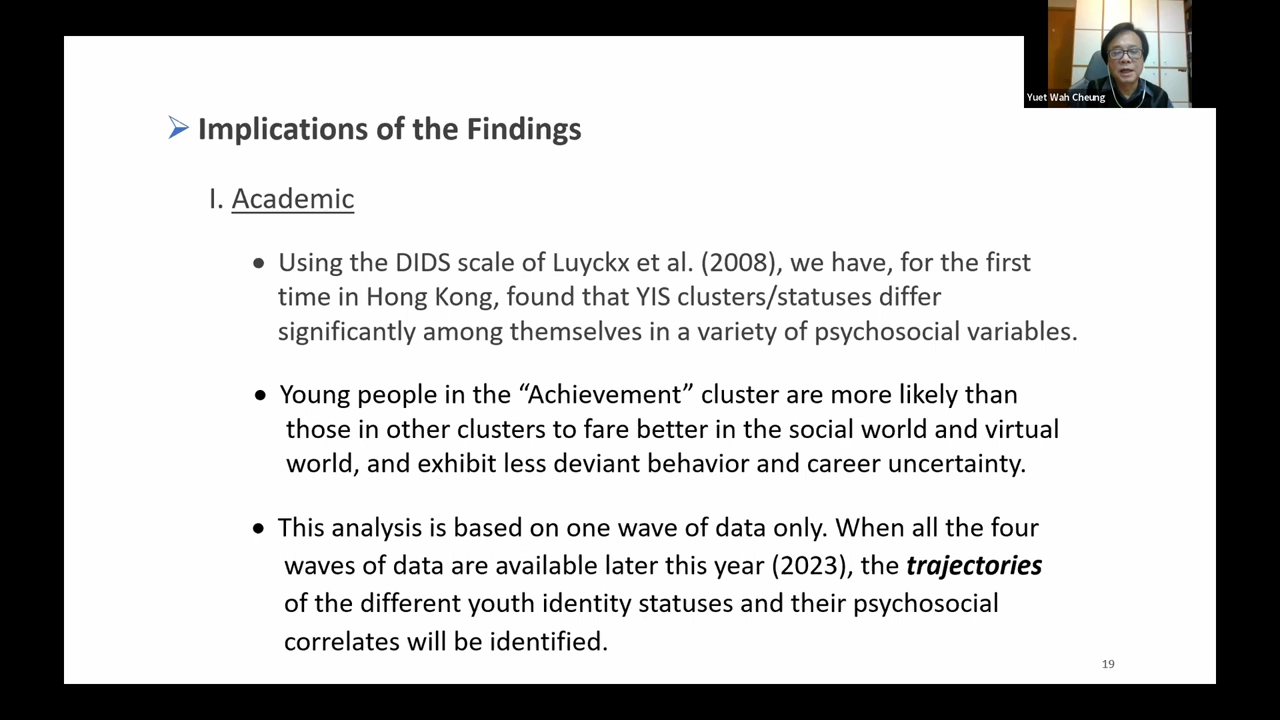 Yuet Wah Cheung
Implications of the Findings
I. Academic
• Using the DIDS scale of Luyckx et al. (2008), we have, for the first
time in Hong Kong, found that YIS clusters/statuses differ
significantly among themselves in a variety of psychosocial variables.
• Young people in the “Achievement” cluster are more likely than
those in other clusters to fare better in the social world and virtual
world, and exhibit less deviant behavior and career uncertainty.
• This analysis is based on one wave of data only. When all the four
waves of data are available later this year (2023), the trajectories
of the different youth identity statuses and their psychosocial
correlates will be identified.
19